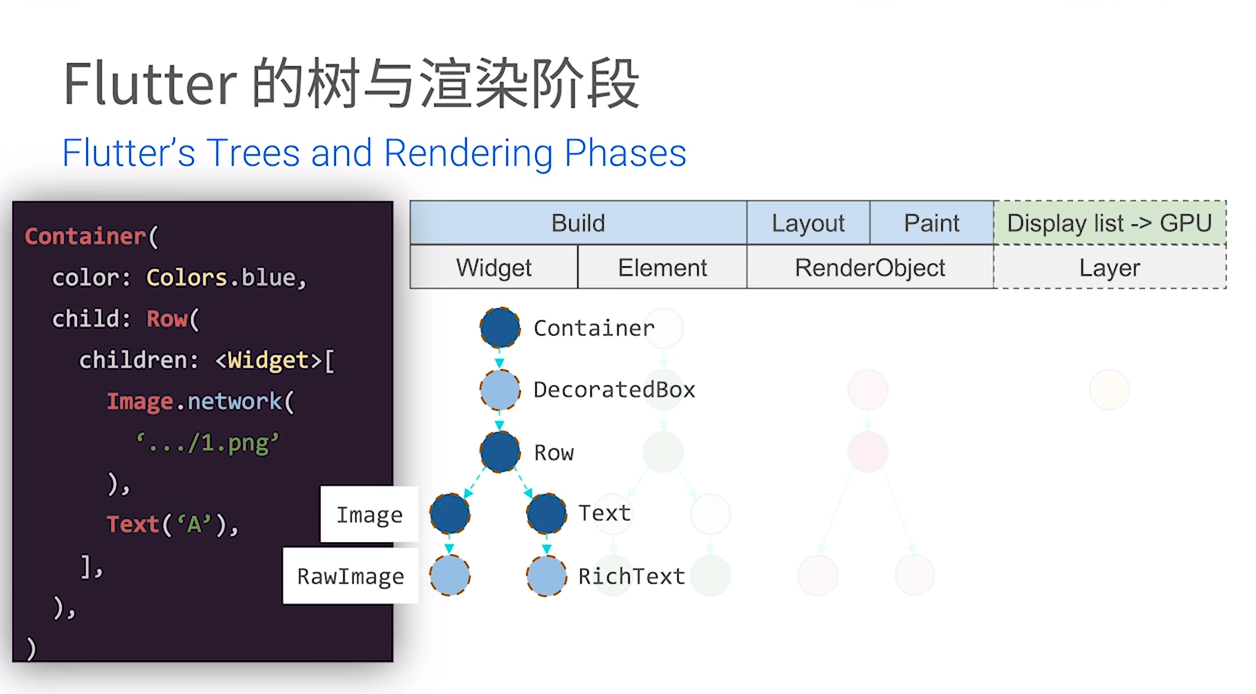 Flutter 的树与渲染阶段
Flutter’s Trees and Rendering Phases
Container(
color: Colors.blue,
child: Row(
children: <Widget>[
Image.network(
‘.../1.png’
),
Text(‘A’),
],
),
)
Build Layout Paint Display list -> GPU
Widget Element RenderObject Layer
Container
DecoratedBox
Row
Image Text
RawImage RichText